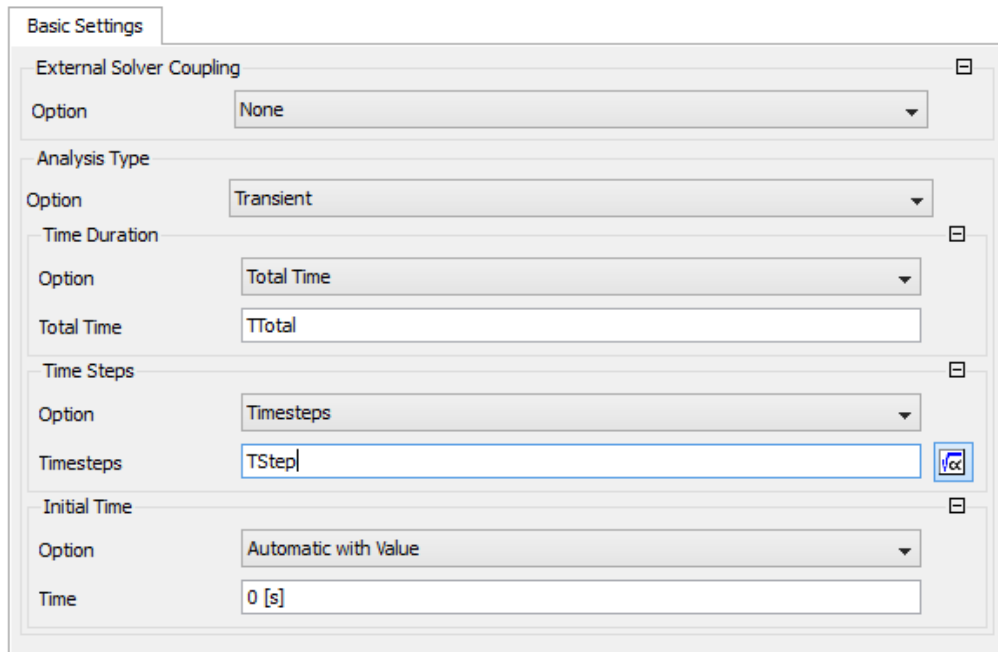 Basic Settings
External Solver Coupling
Option None
Analysis Type
Option Transient
Time Duration
Option Total Time
Total Time TTotal
Time Steps
Option Timesteps
Timesteps TStep √α
Initial Time
Option Automatic with Value
Time 0 [s]